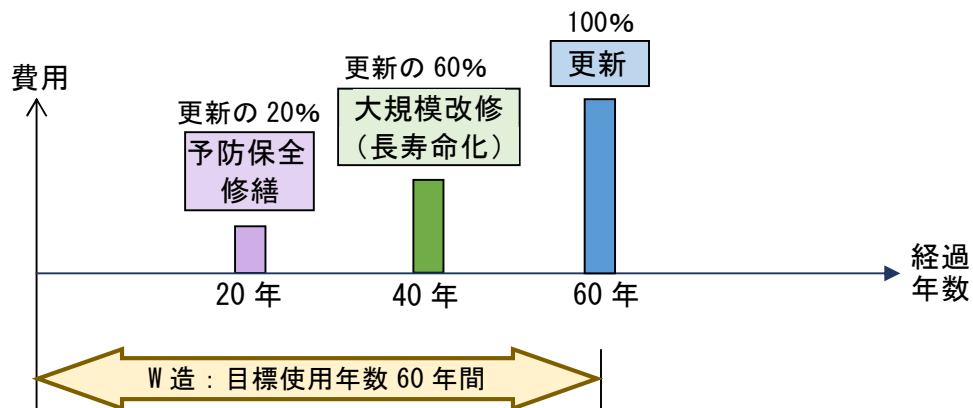 費用
更新の 20%
予防保全
修繕
更新の 60%
大規模改修
（長寿命化）
100%
更新
20 年
40 年
60 年
経過
年数
W 造：目標使用年数 60 年間